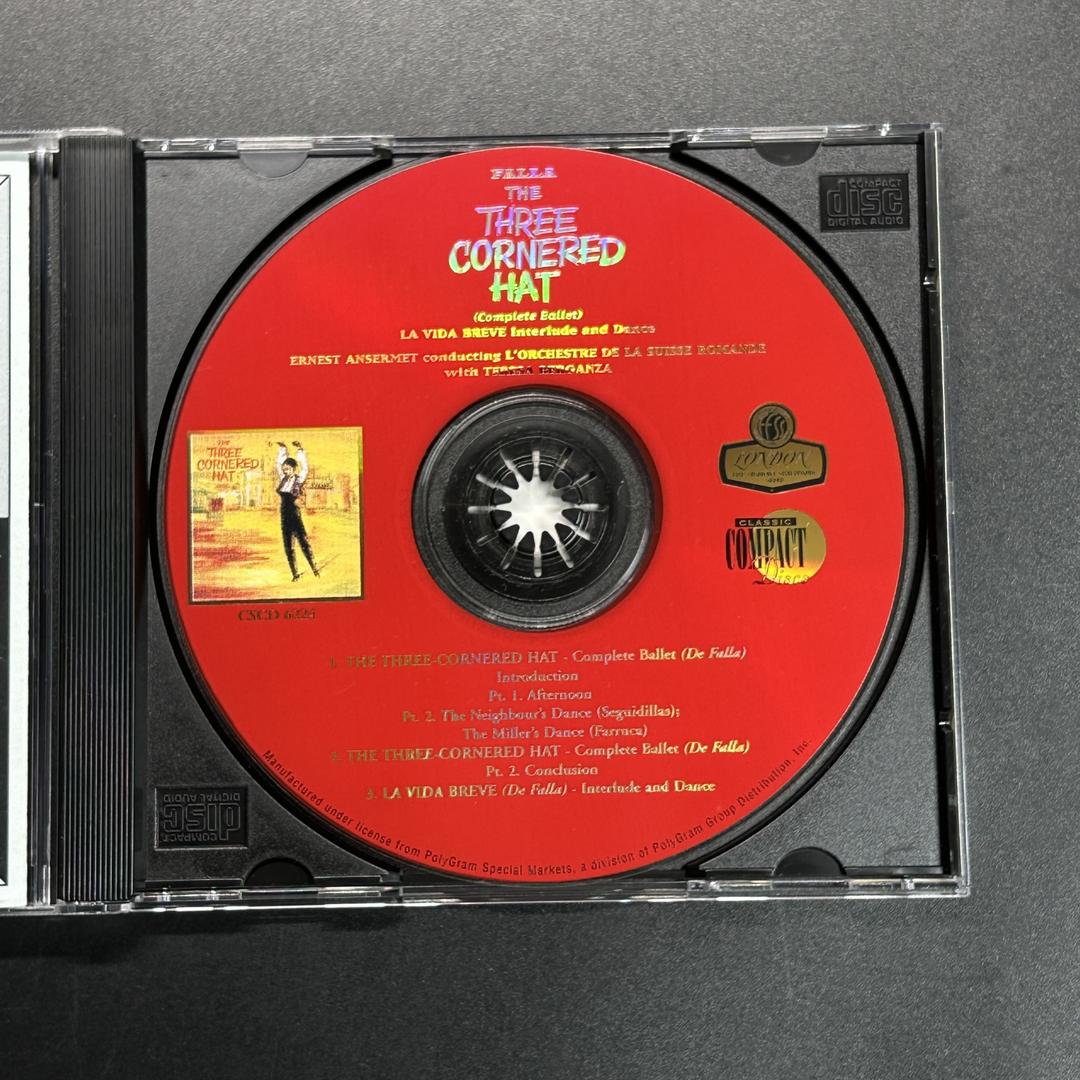 FALLA
THE
THREE
CORNERED
HAT
(Complete Ballet)
LA VIDA BREVE Interlude and Dance
ERNEST ANSERMET conducting L'ORCHESTRE DE LA SUISSE ROMANDE
with TERESA BERGANZA
COMPACT
disc
DIGITAL AUDIO
THE
THREE
CORNERED
HAT
CSCD 6224
ffss
LONDON
CLASSIC
COMPACT
Discs
1. THE THREE-CORNERED HAT - Complete Ballet (De Falla)
Introduction
Pt. 1. Afternoon
Pt. 2. The Neighbour's Dance (Seguidillas);
The Miller's Dance (Farruca)
2. THE THREE-CORNERED HAT - Complete Ballet (De Falla)
Pt. 2. Conclusion
3. LA VIDA BREVE (De Falla) - Interlude and Dance
Manufactured under license from PolyGram Special Markets, a division of PolyGram Group Distribution, Inc.
COMPACT
disc
DIGITAL AUDIO